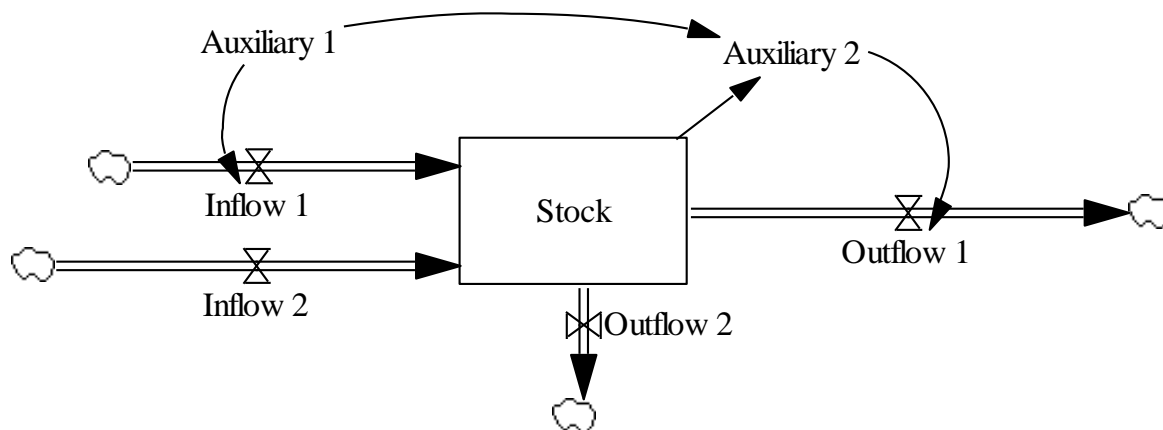 Auxiliary 1
Auxiliary 2
Inflow 1
Stock
Outflow 1
Inflow 2
Outflow 2